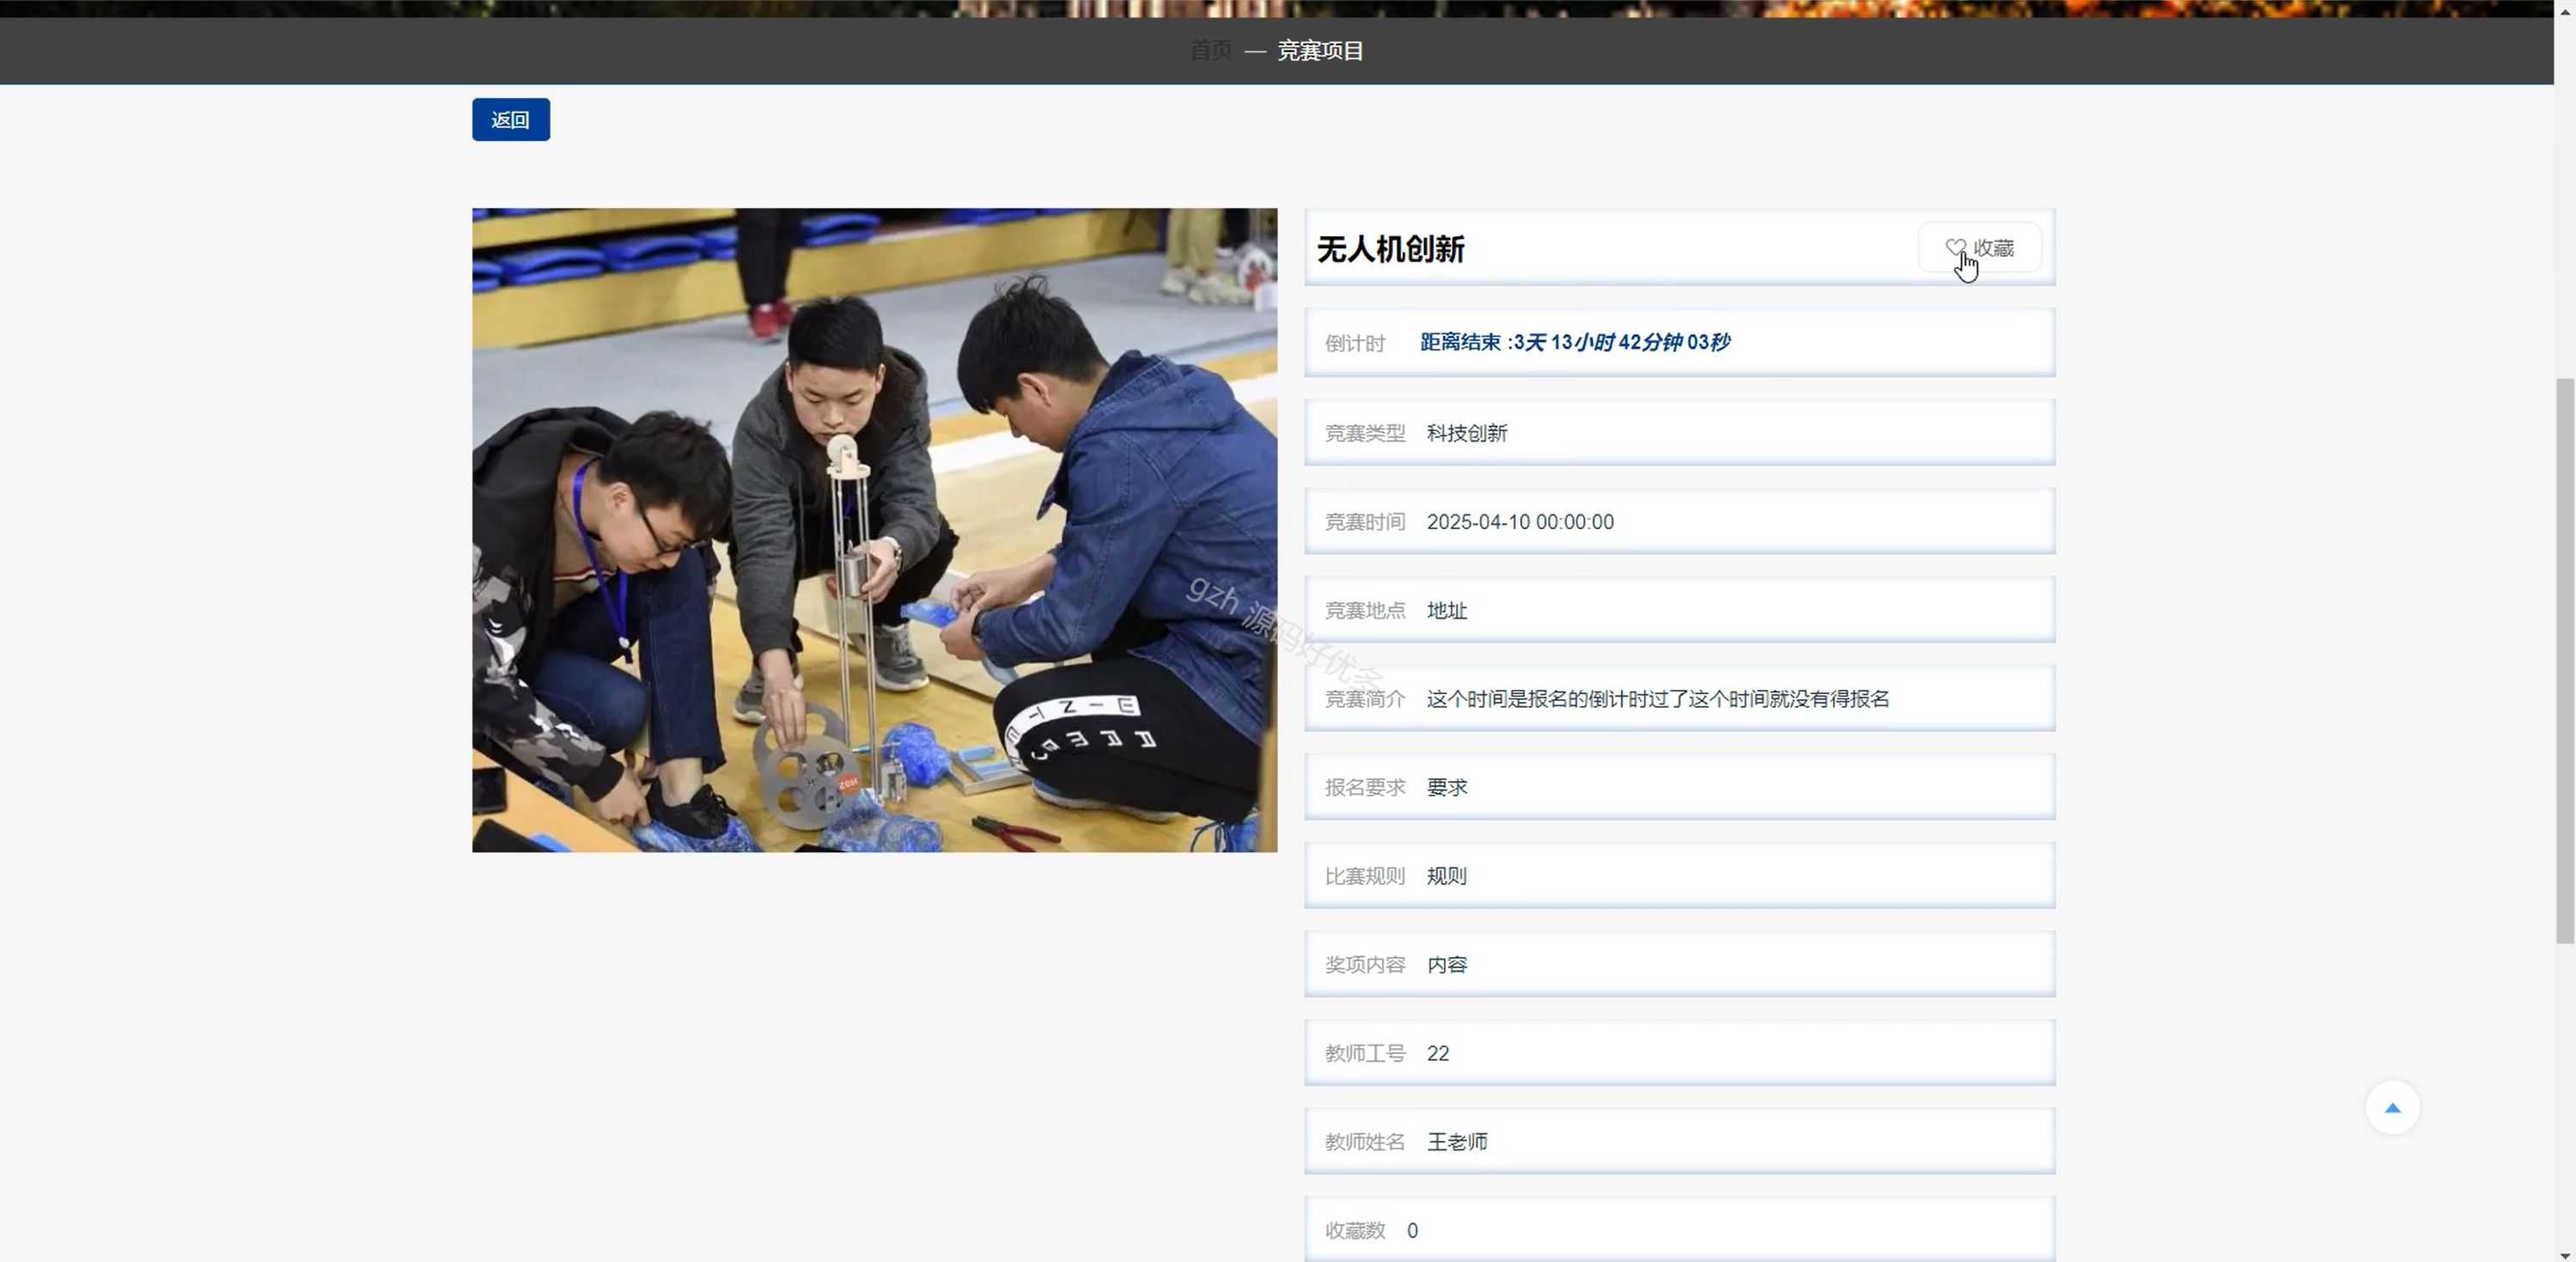 首页 — 竞赛项目
返回
无人机创新
收藏
倒计时 距离结束 :3天 13小时 42分钟 03秒
竞赛类型 科技创新
竞赛时间 2025-04-10 00:00:00
竞赛地点 地址
竞赛简介 这个时间是报名的倒计时过了这个时间就没有得报名
报名要求 要求
比赛规则 规则
奖项内容 内容
教师工号 22
教师姓名 王老师
收藏数 0
gzh 源码好优多